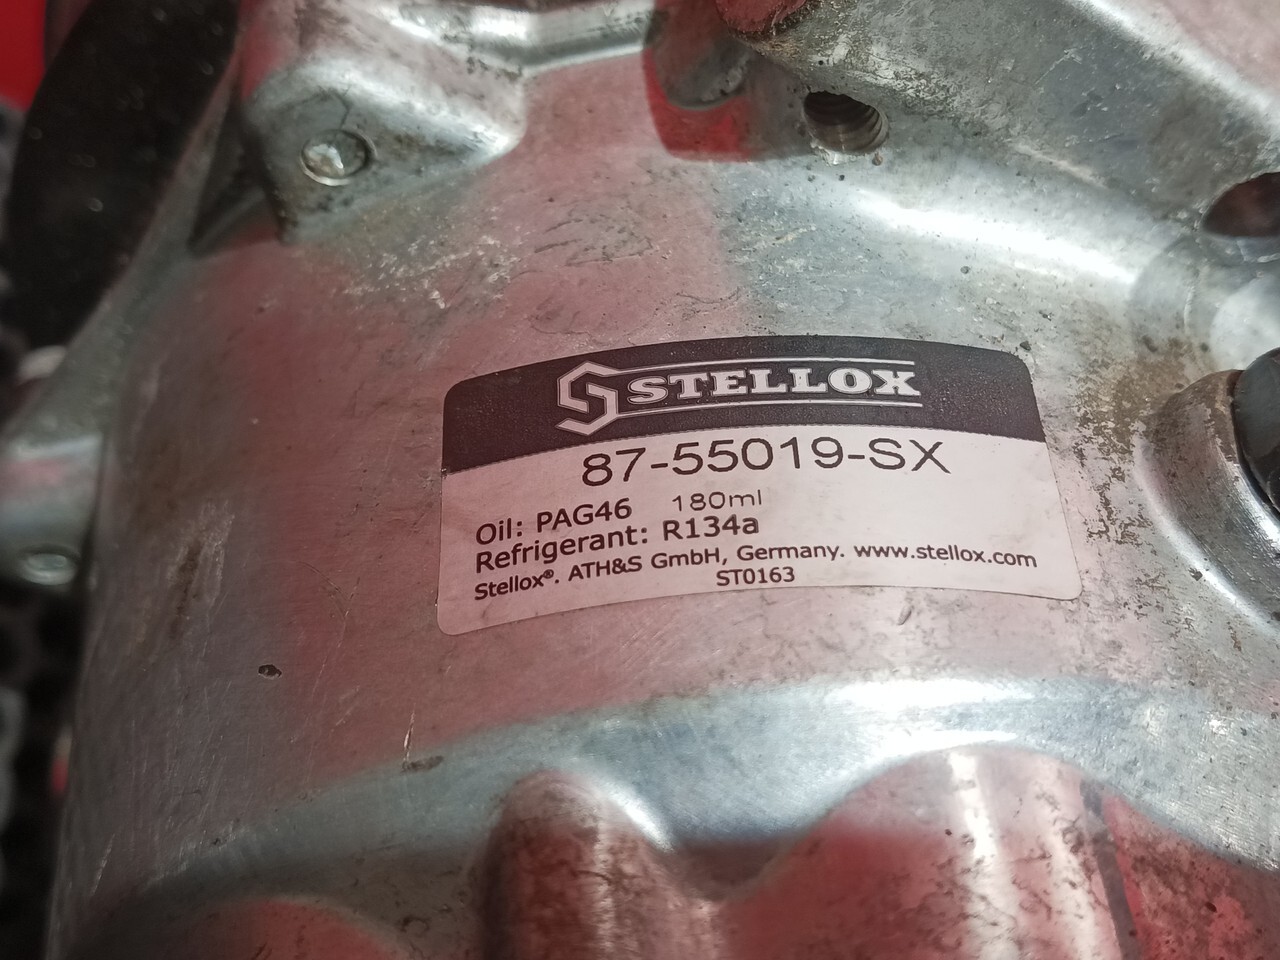 STELLOX
87-55019-SX
Oil: PAG46 180ml
Refrigerant: R134a
Stellox®. ATH&S GmbH, Germany. www.stellox.com
ST0163